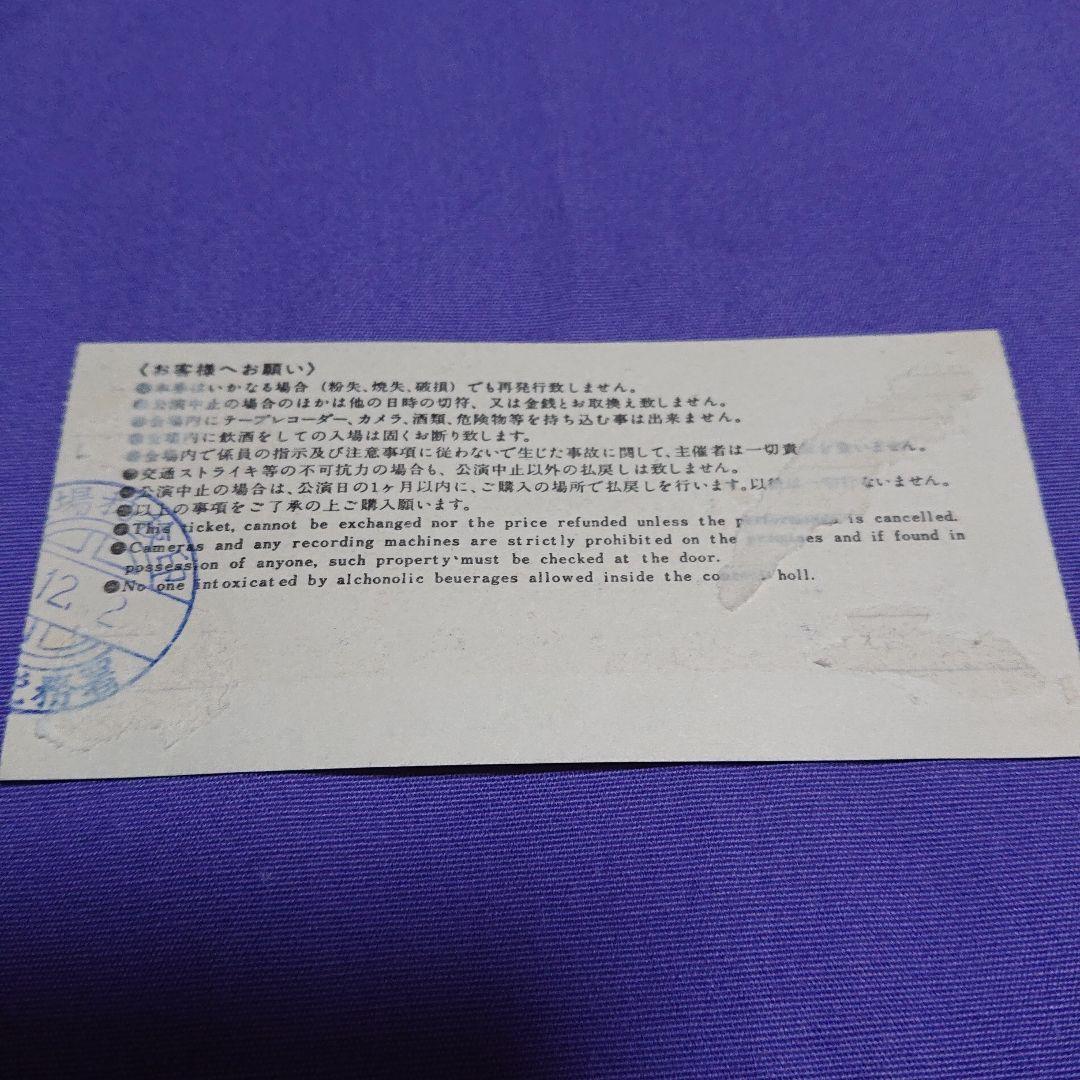 《お客様へお願い》
●本券はいかなる場合（粉失、焼失、破損）でも再発行致しません。
●公演中止の場合のほかは他の日時の切符、又は金銭とお取換え致しません。
●会場内にテープレコーダー、カメラ、酒類、危険物等を持ち込む事は出来ません。
●会場内に飲酒をしての入場は固くお断り致します。
●会場内で係員の指示及び注意事項に従わないで生じた事故に関して、主催者は一切責 いません。
●交通ストライキ等の不可抗力の場合も、公演中止以外の払戻しは致しません。
●公演中止の場合は、公演日の1ヶ月以内に、ご購入の場所で払戻しを行います。以 ないません。
●以上の事項をご了承の上ご購入願います。
●This ticket, cannot be exchanged nor the price refunded unless the performance is cancelled.
●Cameras and any recording machines are strictly prohibited on the premises and if found in
possession of anyone, such property must be checked at the door.
●No one intoxicated by alchonolic beuerages allowed inside the concert holl.
場
12 2
務署